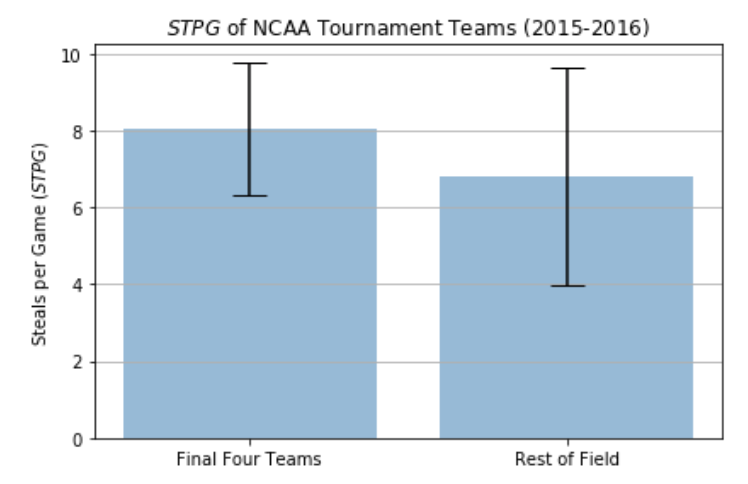 STPG of NCAA Tournament Teams (2015-2016)
Steals per Game (STPG)
10
8
6
4
2
0
Final Four Teams
Rest of Field